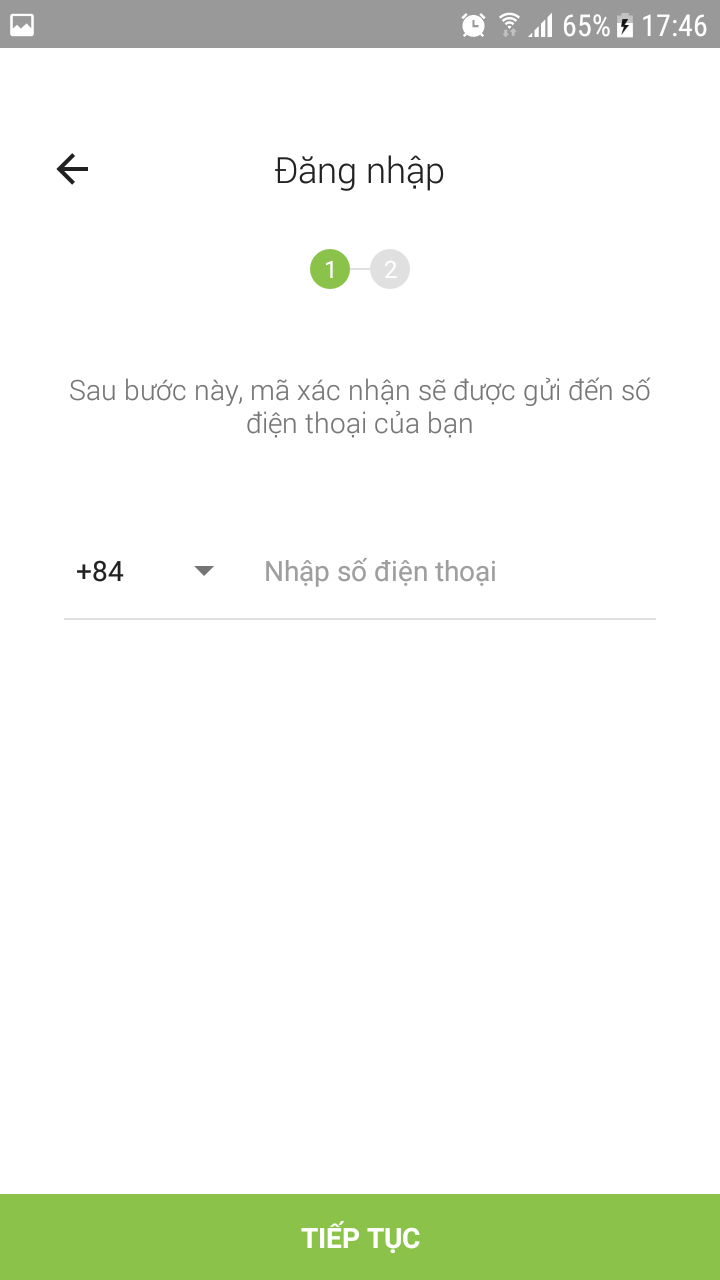 65% 17:46
Đăng nhập
1 2
Sau bước này, mã xác nhận sẽ được gửi đến số
điện thoại của bạn
+84 Nhập số điện thoại
TIẾP TỤC